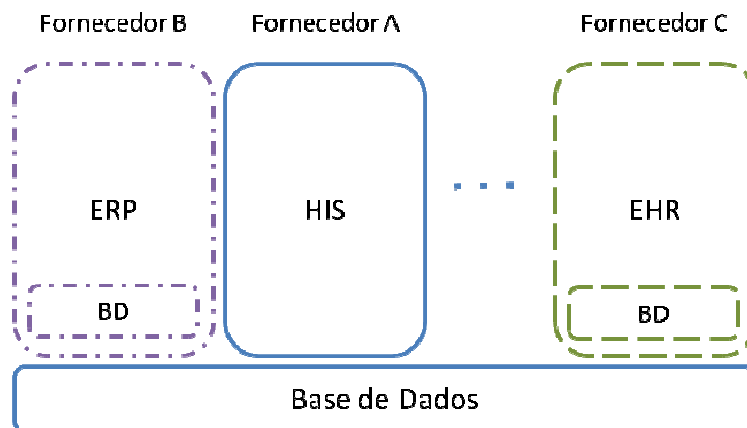 Fornecedor B Fornecedor A Fornecedor C
ERP HIS ... EHR
BD BD
Base de Dados